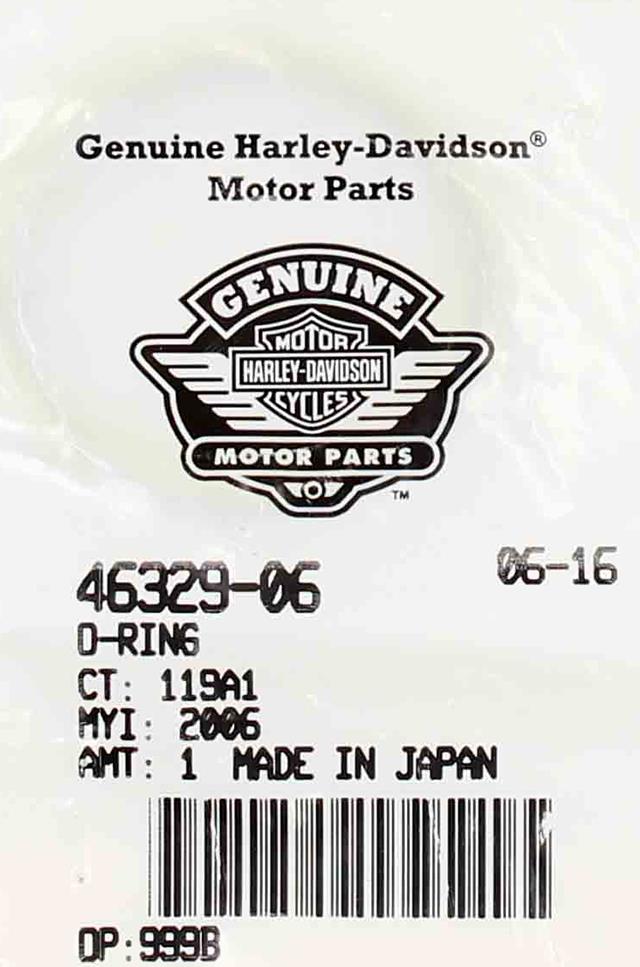 Genuine Harley-Davidson®
Motor Parts
GENUINE
MOTOR
HARLEY-DAVIDSON
CYCLES
MOTOR PARTS
™
46329-06
06-16
O-RING
CT: 119A1
MYI: 2006
AMT: 1 MADE IN JAPAN
OP:999B